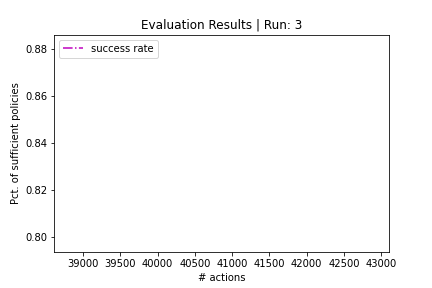 Evaluation Results | Run: 3
success rate
Pct. of sufficient policies
0.88
0.86
0.84
0.82
0.80
39000 39500 40000 40500 41000 41500 42000 42500 43000
# actions